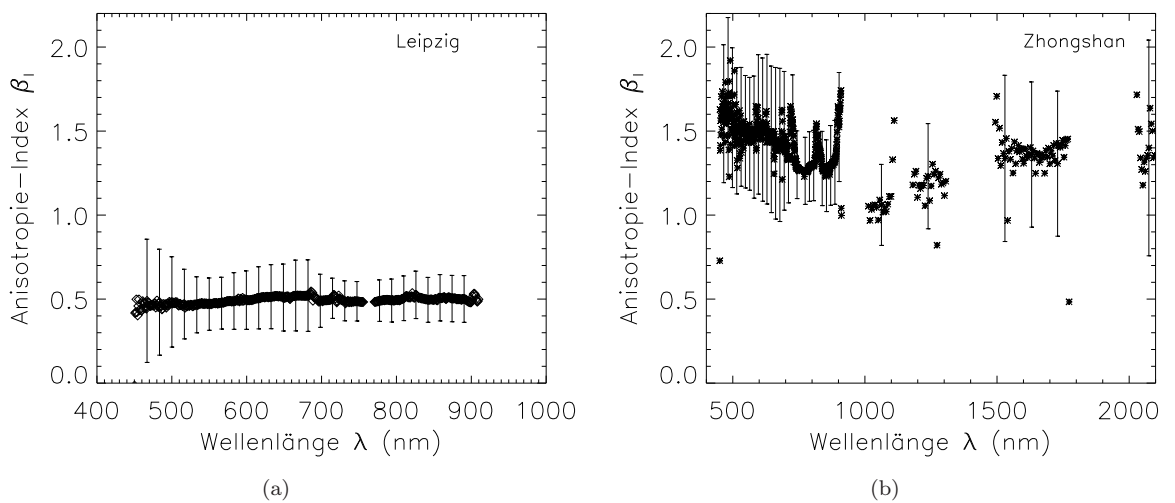 Leipzig
Anisotropie-Index βI
2.0
1.5
1.0
0.5
0.0
400 500 600 700 800 900 1000
Wellenlänge λ (nm)
(a)
Zhongshan
Anisotropie-Index βI
2.0
1.5
1.0
0.5
0.0
500 1000 1500 2000
Wellenlänge λ (nm)
(b)